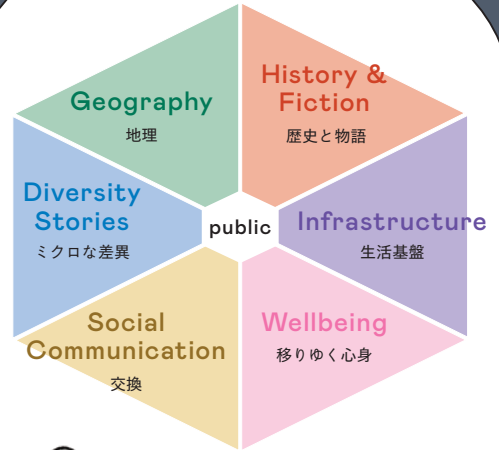 Geography
地理
History &
Fiction
歴史と物語
Diversity
Stories
ミクロな差異
public
Infrastructure
生活基盤
Social
Communication
交換
Wellbeing
移りゆく心身